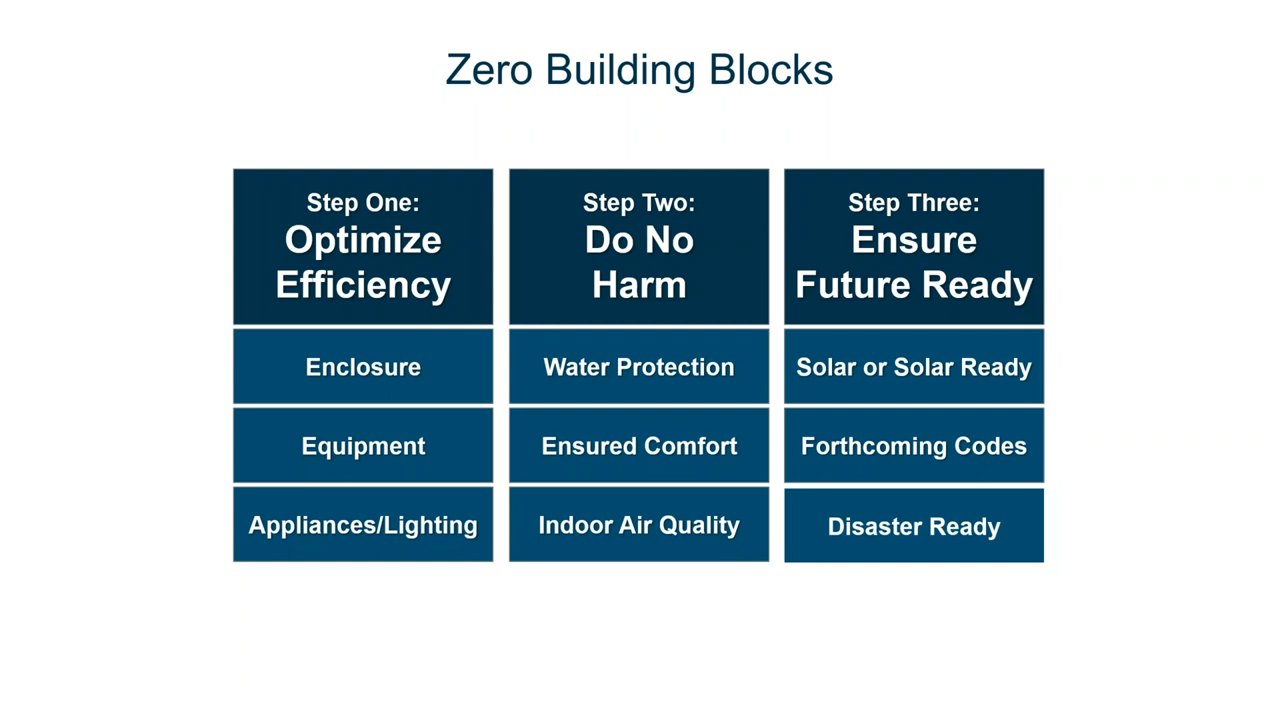 Zero Building Blocks
Step One:
Optimize
Efficiency
Enclosure
Equipment
Appliances/Lighting
Step Two:
Do No
Harm
Water Protection
Ensured Comfort
Indoor Air Quality
Step Three:
Ensure
Future Ready
Solar or Solar Ready
Forthcoming Codes
Disaster Ready